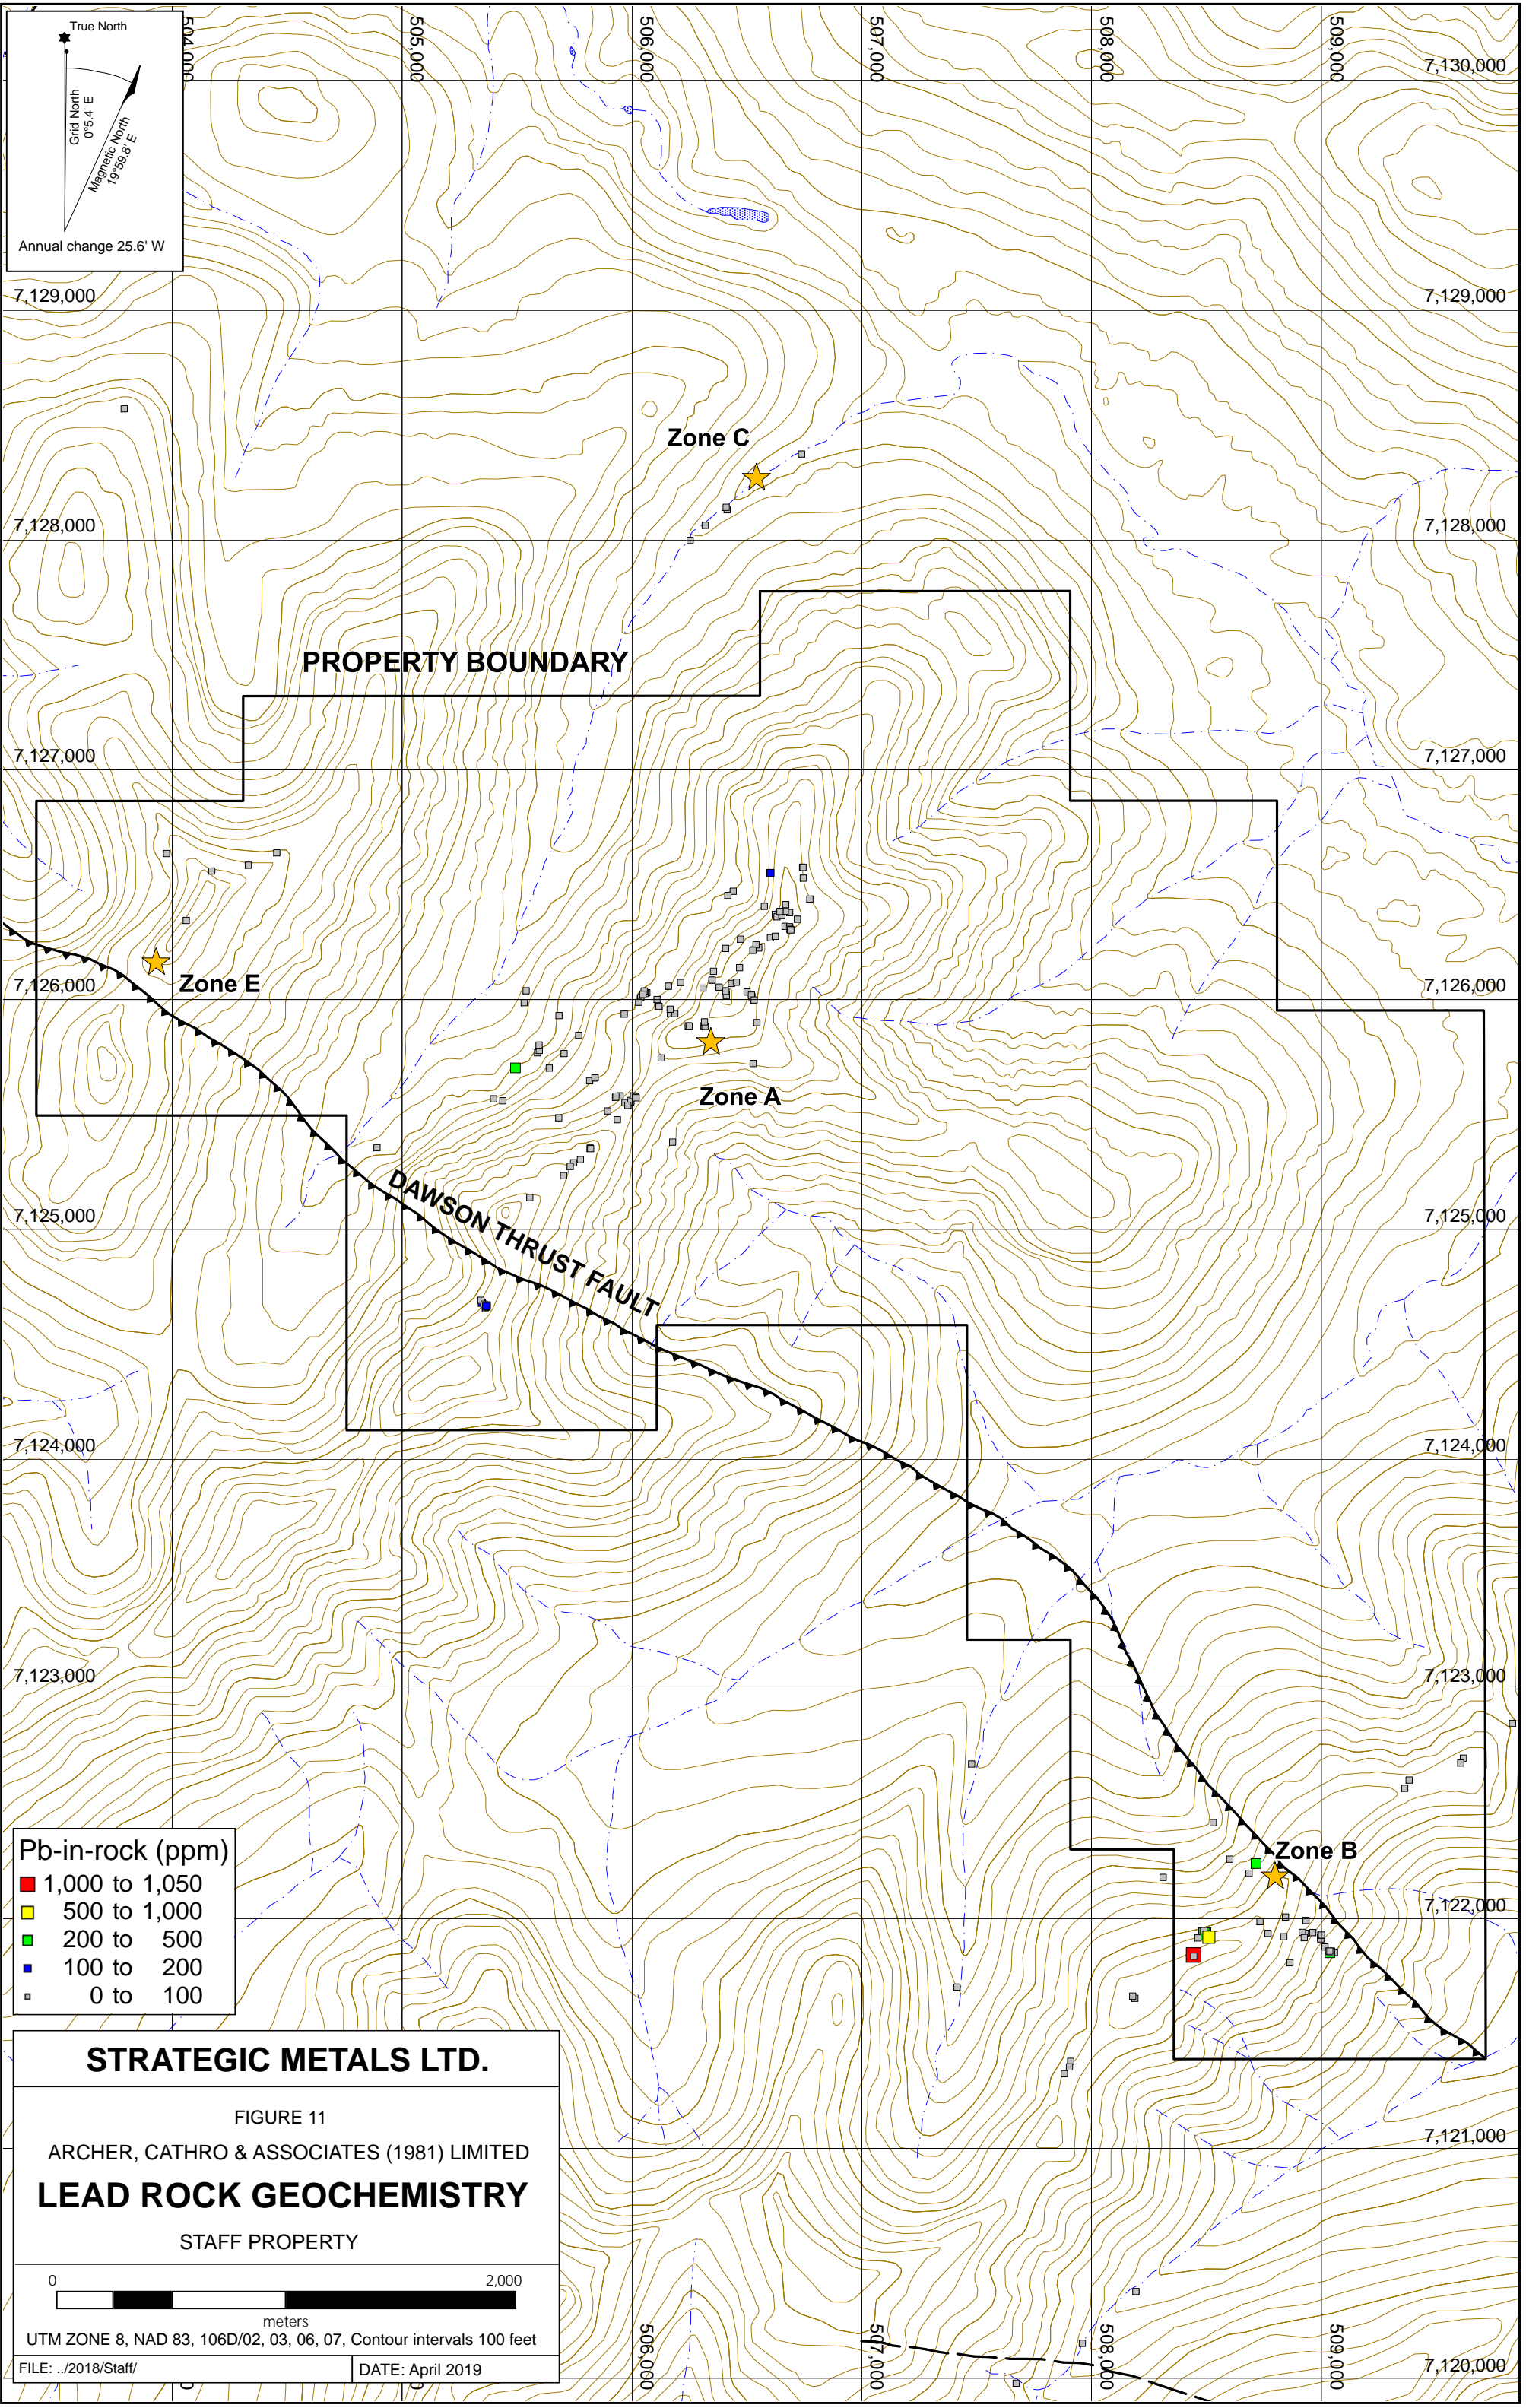 True North
Grid North
0°5.4' E
Magnetic North
19°59.8' E
Annual change 25.6' W
504,000
505,000
506,000
507,000
508,000
509,000
7,130,000
7,129,000
7,129,000
Zone C
7,128,000
7,128,000
PROPERTY BOUNDARY
7,127,000
7,127,000
Zone E
7,126,000
7,126,000
Zone A
DAWSON THRUST FAULT
7,125,000
7,125,000
7,124,000
7,124,000
7,123,000
7,123,000
Zone B
7,122,000
Pb-in-rock (ppm)
1,000 to 1,050
500 to 1,000
200 to 500
100 to 200
0 to 100
7,121,000
STRATEGIC METALS LTD.
FIGURE 11
ARCHER, CATHRO & ASSOCIATES (1981) LIMITED
LEAD ROCK GEOCHEMISTRY
STAFF PROPERTY
0 2,000
meters
UTM ZONE 8, NAD 83, 106D/02, 03, 06, 07, Contour intervals 100 feet
FILE: ../2018/Staff/
DATE: April 2019
506,000
507,000
508,000
509,000
7,120,000